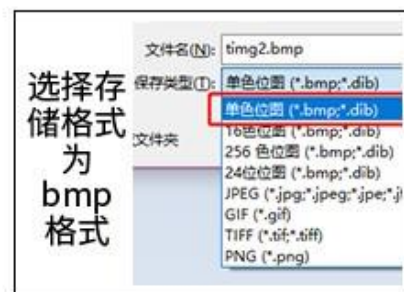 选择存
储格式
为
bmp
格式
文件名(N): timg2.bmp
保存类型(T): 单色位图 (*.bmp;*.dib)
单色位图 (*.bmp;*.dib)
16色位图 (*.bmp;*.dib)
文件夹
256 色位图 (*.bmp;*.dib)
24位位图 (*.bmp;*.dib)
JPEG (*.jpg;*.jpeg;*.jpe;*.j
GIF (*.gif)
TIFF (*.tif;*.tiff)
PNG (*.png)